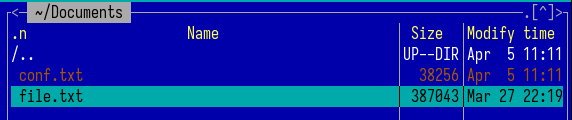 <─ ~/Documents ─.[^]>
.n Name Size Modify time
/.. UP--DIR Apr 5 11:11
conf.txt 38256 Apr 5 11:11
file.txt 387043 Mar 27 22:19